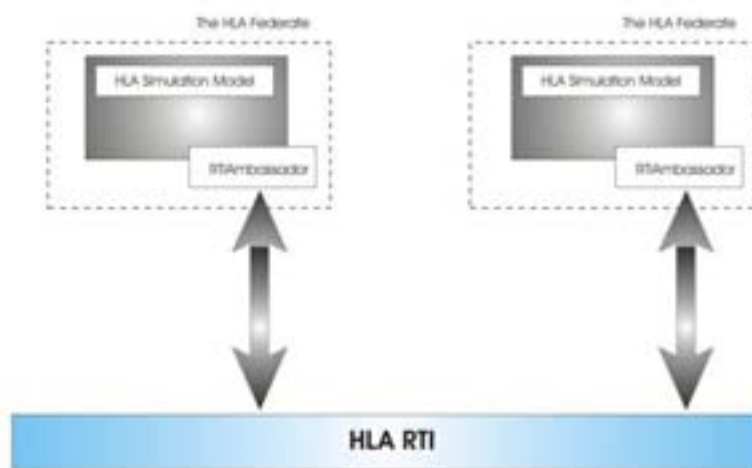 The HLA Federate
The HLA Federate
HLA Simulation Model
HLA Simulation Model
RTIAmbassador
RTIAmbassador
HLA RTI